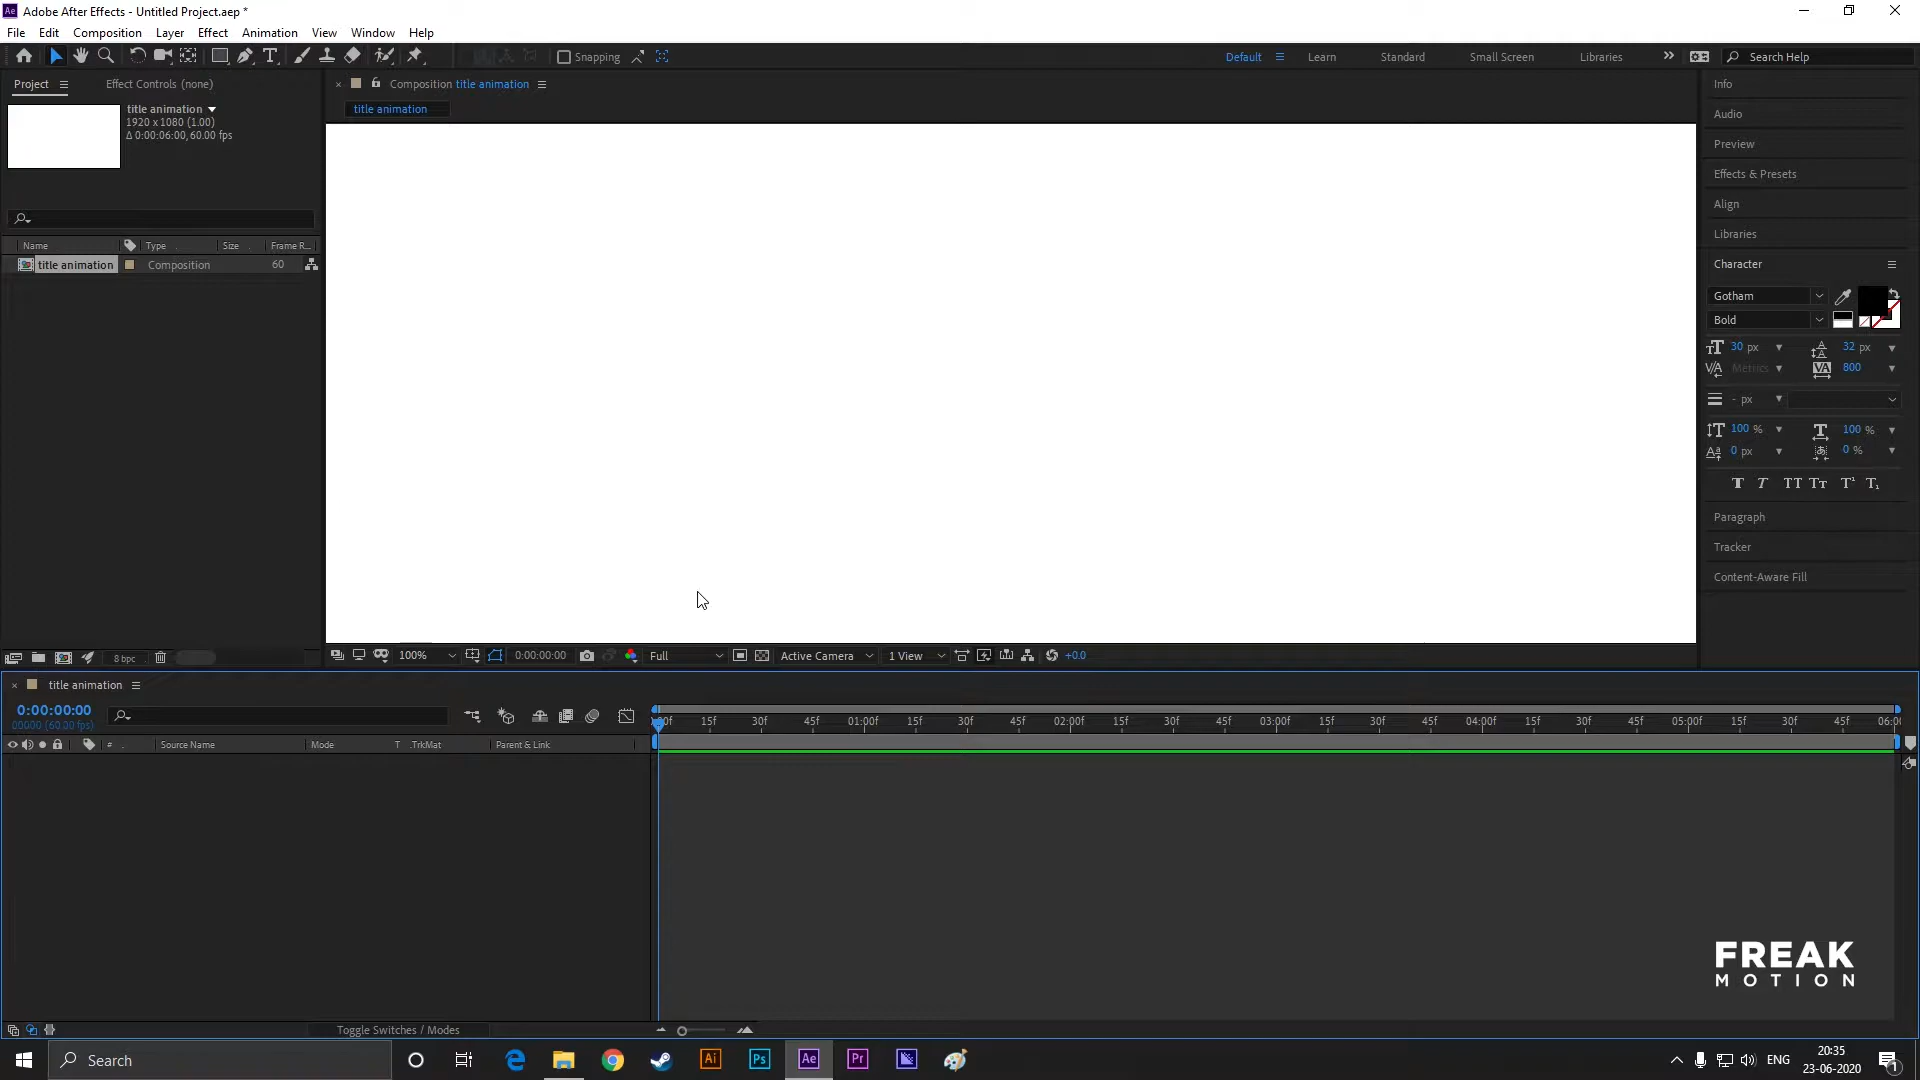 Adobe After Effects - Untitled Project.aep *
File Edit Composition Layer Effect Animation View Window Help
Snapping
Default Learn Standard Small Screen Libraries Search Help
Project Effect Controls (none)
Composition title animation
title animation
title animation
1920 x 1080 (1.00)
Δ 0:00:06:00, 60.00 fps
Name Type Size Frame R...
title animation Composition 60
Info
Audio
Preview
Effects & Presets
Align
Libraries
Character
Gotham
Bold
30 px 32 px
Metrics 800
- px
100 % 100 %
0 px 0 %
Paragraph
Tracker
Content-Aware Fill
8 bpc
100% 0:00:00:00 Full Active Camera 1 View +0.0
title animation
0:00:00:00
00000 (60.00 fps)
15f 30f 45f 01:00f 15f 30f 45f 02:00f 15f 30f 45f 03:00f 15f 30f 45f 04:00f 15f 30f 45f 05:00f 15f 30f 45f
# Source Name Mode T .TrkMat Parent & Link
FREAK
MOTION
Toggle Switches / Modes
Search
Ai Ps Ae Pr
ENG
20:35
23-06-2020
1